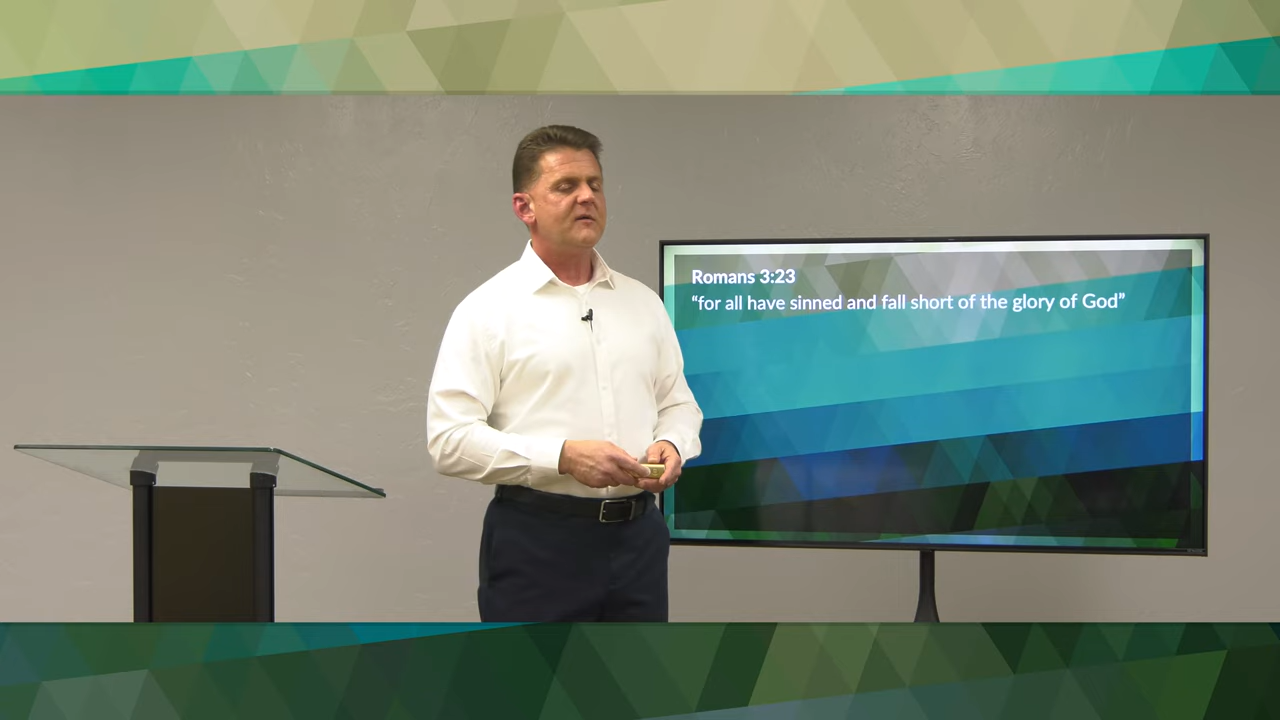 Romans 3:23
“for all have sinned and fall short of the glory of God”